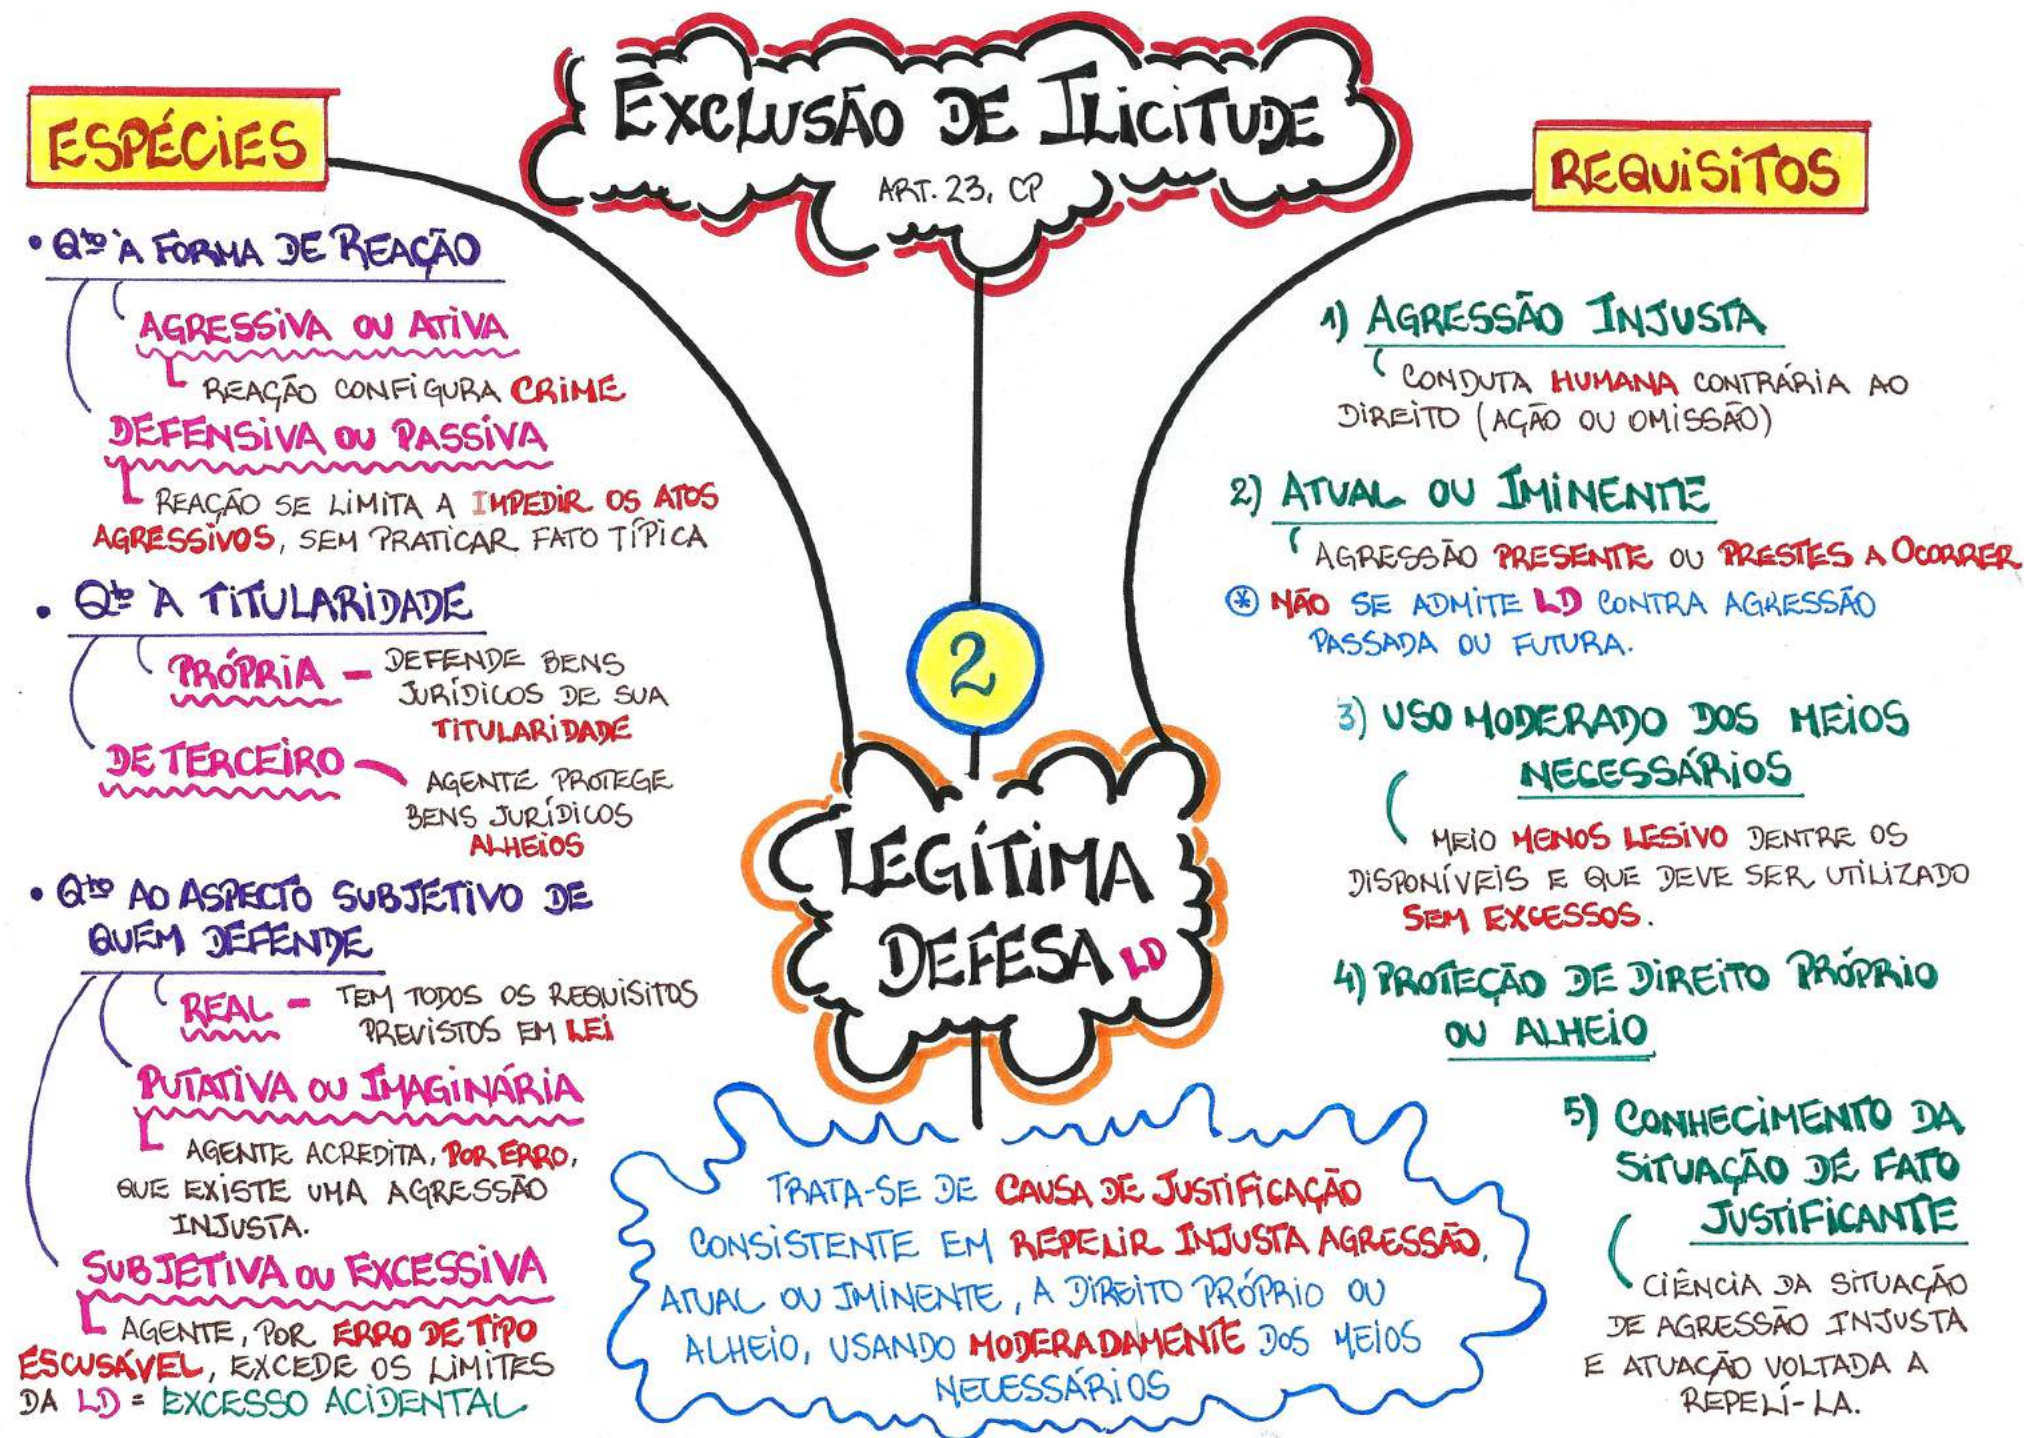 EXCLUSÃO DE ILICITUDE
ART. 23, CP
ESPÉCIES
• Qto À FORMA DE REAÇÃO
AGRESSIVA OU ATIVA
REAÇÃO CONFIGURA CRIME
DEFENSIVA OU PASSIVA
REAÇÃO SE LIMITA A IMPEDIR OS ATOS
AGRESSIVOS, SEM PRATICAR FATO TÍPICA
• Qto À TITULARIDADE
PRÓPRIA – DEFENDE BENS
JURÍDICOS DE SUA
TITULARIDADE
DE TERCEIRO
AGENTE PROTEGE
BENS JURÍDICOS
ALHEIOS
• Qto AO ASPECTO SUBJETIVO DE
QUEM DEFENDE
REAL – TEM TODOS OS REQUISITOS
PREVISTOS EM LEI
PUTATIVA OU IMAGINÁRIA
AGENTE ACREDITA, POR ERRO,
QUE EXISTE UMA AGRESSÃO
INJUSTA.
SUBJETIVA OU EXCESSIVA
AGENTE, POR ERRO DE TIPO
ESCUSÁVEL, EXCEDE OS LIMITES
DA LD = EXCESSO ACIDENTAL
2
LEGÍTIMA
DEFESA LD
TRATA-SE DE CAUSA DE JUSTIFICAÇÃO
CONSISTENTE EM REPELIR INJUSTA AGRESSÃO,
ATUAL OU IMINENTE, A DIREITO PRÓPRIO OU
ALHEIO, USANDO MODERADAMENTE DOS MEIOS
NECESSÁRIOS
REQUISITOS
1) AGRESSÃO INJUSTA
CONDUTA HUMANA CONTRÁRIA AO
DIREITO (AÇÃO OU OMISSÃO)
2) ATUAL OU IMINENTE
AGRESSÃO PRESENTE OU PRESTES A OCORRER
* NÃO SE ADMITE LD CONTRA AGRESSÃO
PASSADA OU FUTURA.
3) USO MODERADO DOS MEIOS
NECESSÁRIOS
MEIO MENOS LESIVO DENTRE OS
DISPONÍVEIS E QUE DEVE SER UTILIZADO
SEM EXCESSOS.
4) PROTEÇÃO DE DIREITO PRÓPRIO
OU ALHEIO
5) CONHECIMENTO DA
SITUAÇÃO DE FATO
JUSTIFICANTE
CIÊNCIA DA SITUAÇÃO
DE AGRESSÃO INJUSTA
E ATUAÇÃO VOLTADA A
REPELÍ-LA.